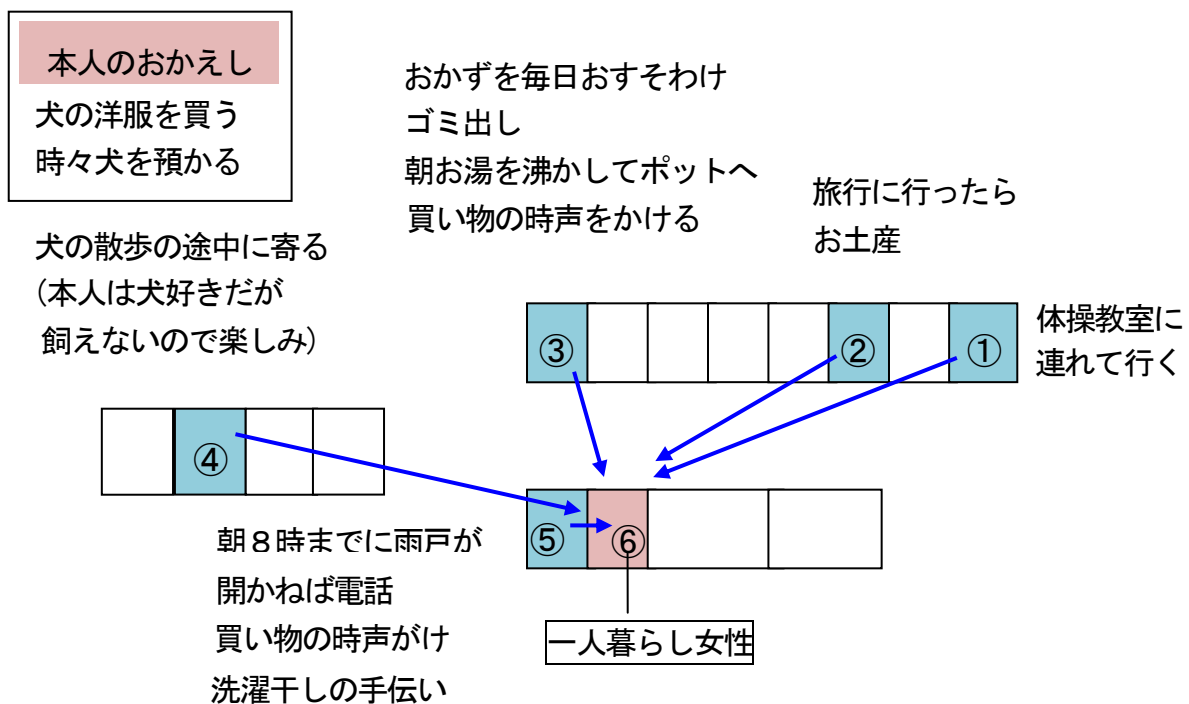 本人のおかえし
犬の洋服を買う
時々犬を預かる
おかずを毎日おすそわけ
ゴミ出し
朝お湯を沸かしてポットへ
買い物の時声をかける
旅行に行ったら
お土産
犬の散歩の途中に寄る
(本人は犬好きだが
飼えないので楽しみ)
体操教室に
連れて行く
③
②
①
④
⑤
⑥
朝8時までに雨戸が
開かねば電話
買い物の時声がけ
洗濯干しの手伝い
一人暮らし女性